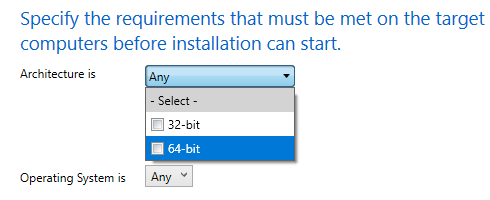 Specify the requirements that must be met on the target
computers before installation can start.
Architecture is
Any
- Select -
32-bit
64-bit
Operating System is
Any